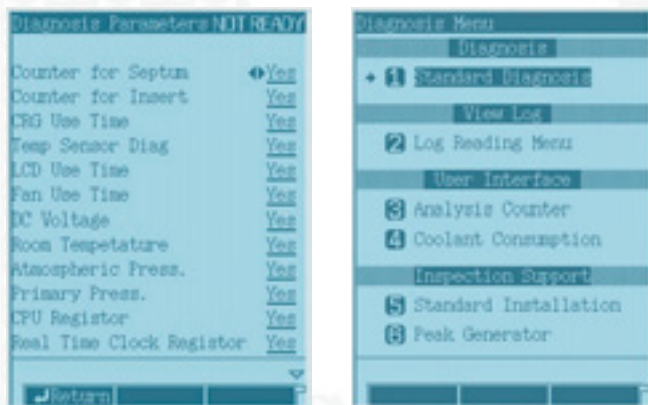 Diagnosis Parameters NOT READY
Counter for Septum Yes
Counter for Insert Yes
CRG Use Time Yes
Temp Sensor Diag Yes
LCD Use Time Yes
Fan Use Time Yes
DC Voltage Yes
Room Tempetature Yes
Atmospheric Press. Yes
Primary Press. Yes
CPU Registor Yes
Real Time Clock Registor Yes
Return
Diagnosis Menu
Diagnosis
1 Standard Diagnosis
View Log
2 Log Reading Menu
User Interface
3 Analysis Counter
4 Coolant Consumption
Inspection Support
5 Standard Installation
6 Peak Generator